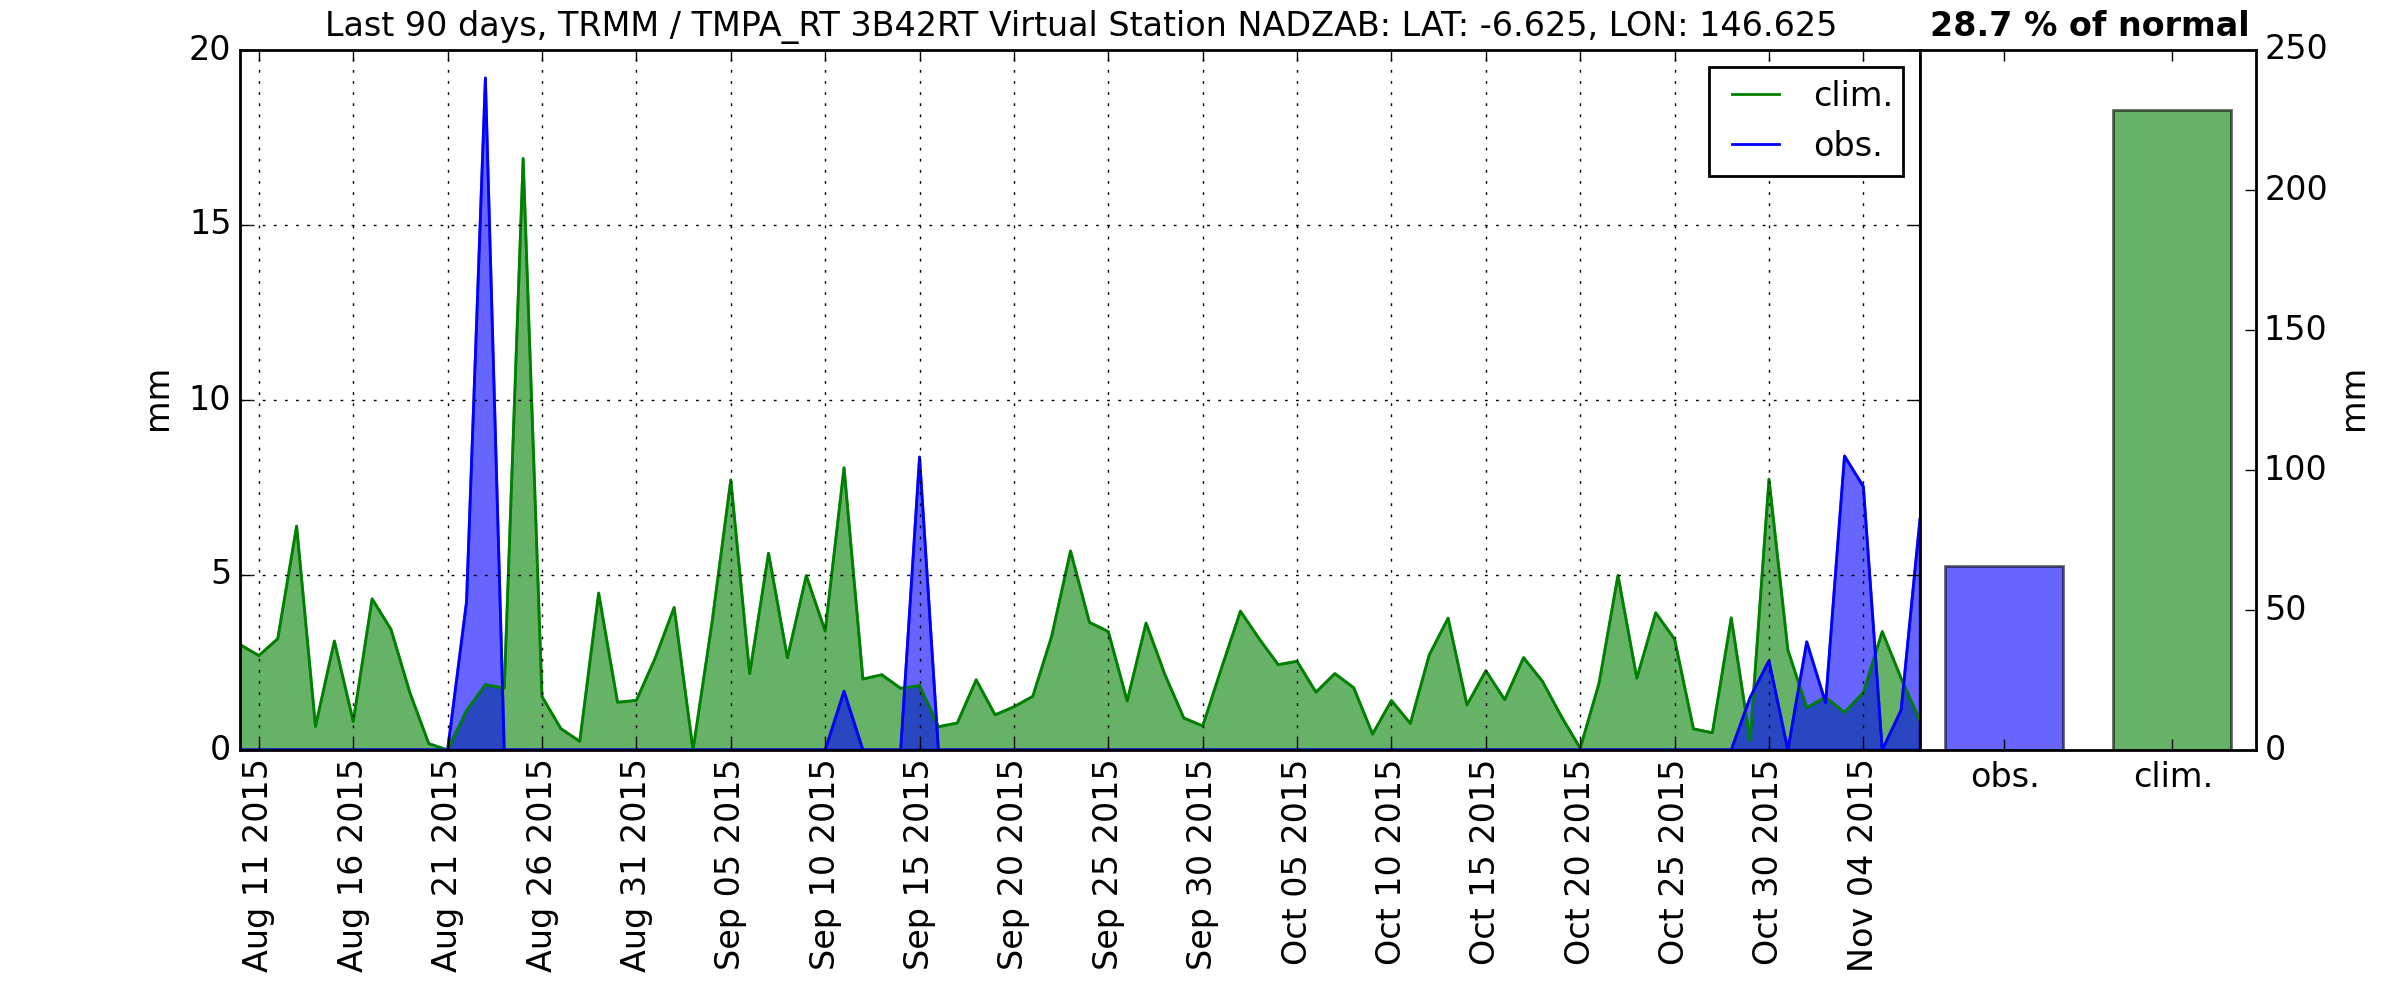 Last 90 days, TRMM / TMPA_RT 3B42RT Virtual Station NADZAB: LAT: -6.625, LON: 146.625
28.7 % of normal
20
15
10
5
0
mm
clim.
obs.
250
200
150
100
50
0
mm
obs.
clim.
Aug 11 2015
Aug 16 2015
Aug 21 2015
Aug 26 2015
Aug 31 2015
Sep 05 2015
Sep 10 2015
Sep 15 2015
Sep 20 2015
Sep 25 2015
Sep 30 2015
Oct 05 2015
Oct 10 2015
Oct 15 2015
Oct 20 2015
Oct 25 2015
Oct 30 2015
Nov 04 2015